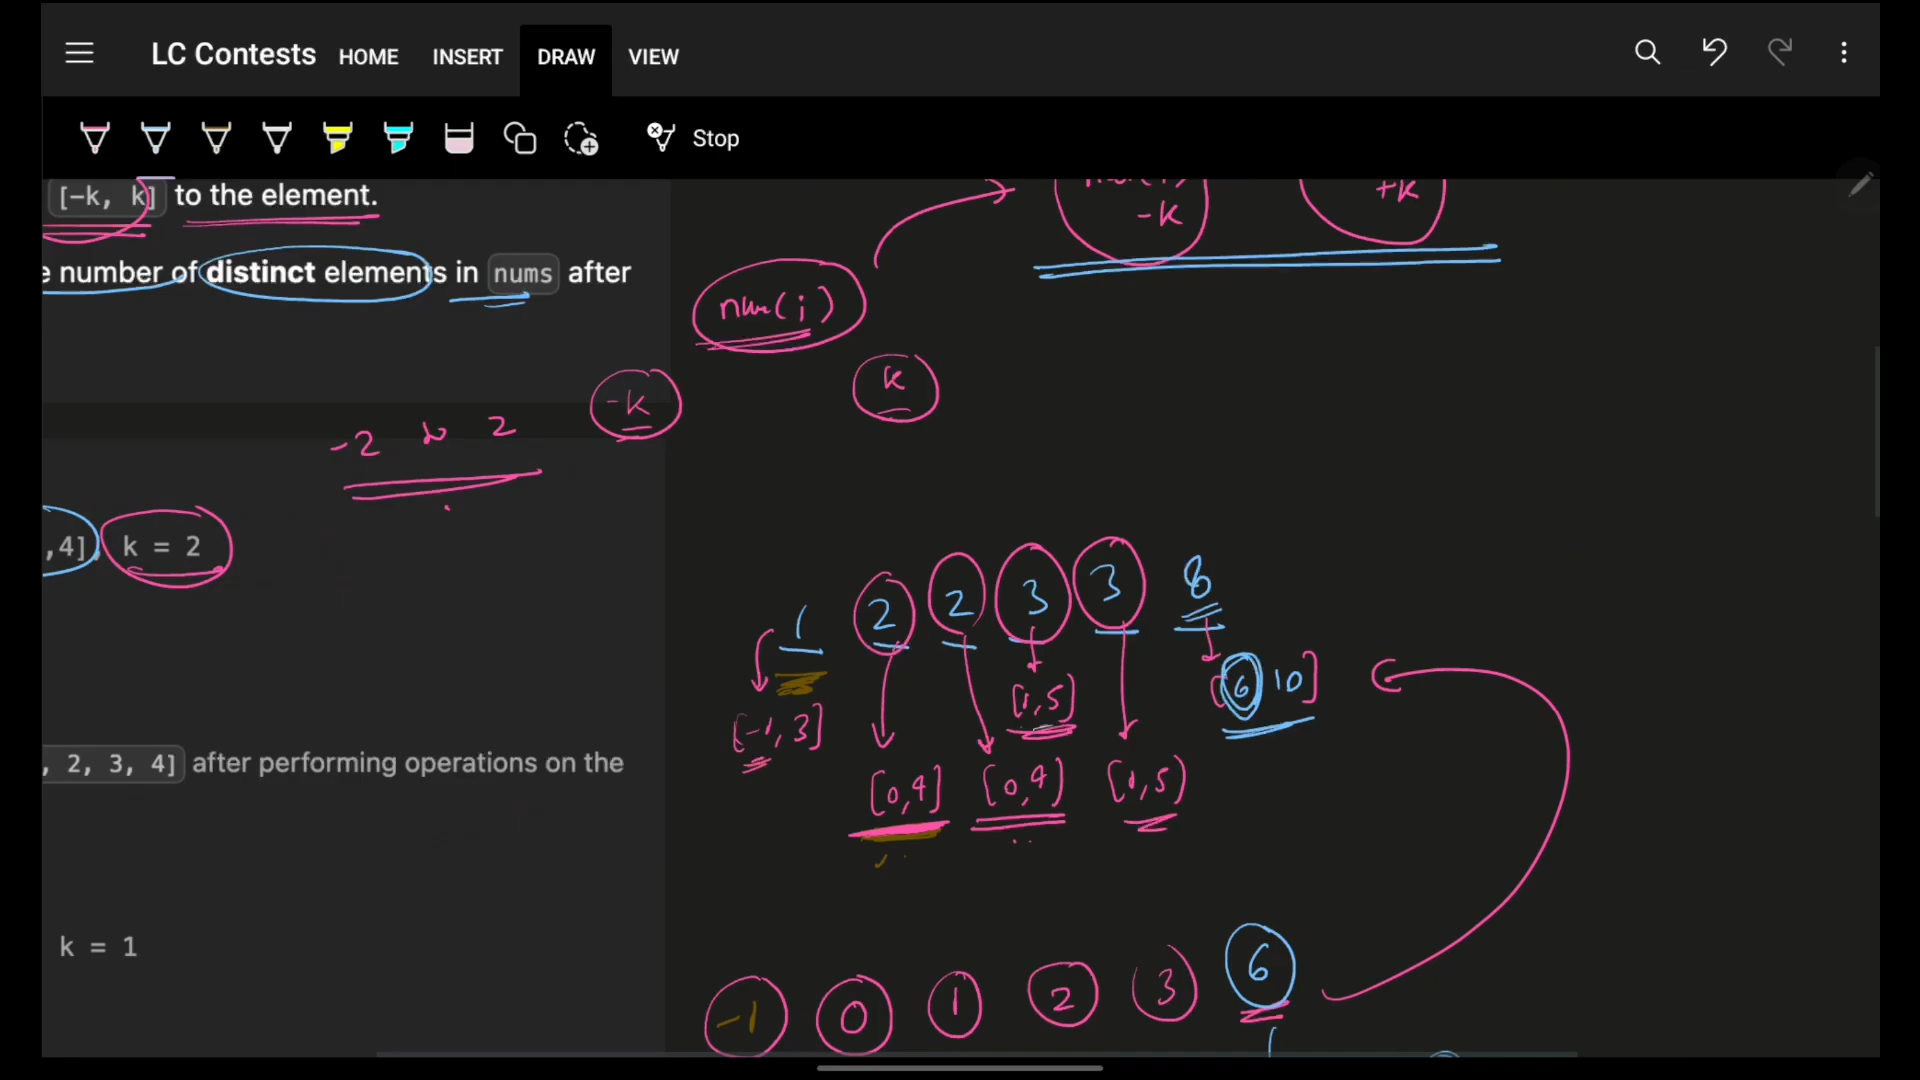 LC Contests HOME INSERT DRAW VIEW
Stop
[-k, k] to the element.
-k +k
e number of distinct elements in nums after
num(i)
k
-k
-2 to 2
,4], k = 2
1 2 2 3 3 8
[-1, 3] [1, 5] [6 10]
[0,4] [0,4] [1, 5]
, 2, 3, 4] after performing operations on the
k = 1
-1 0 1 2 3 6